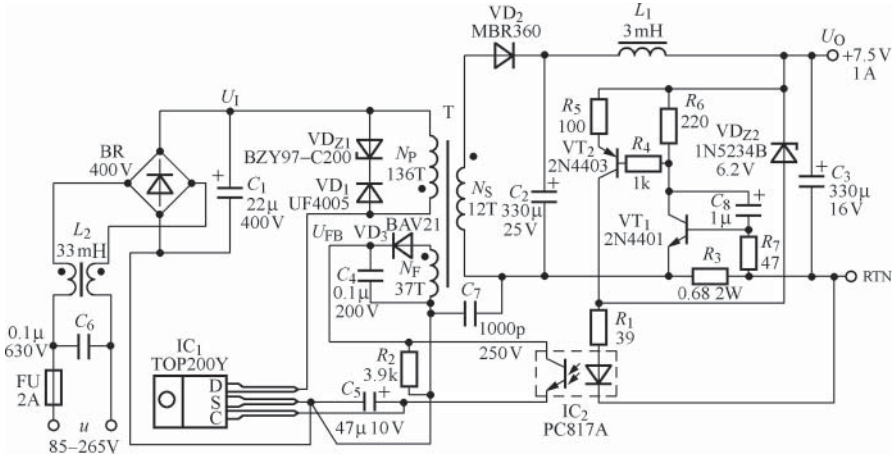 VD2
MBR360
L1
3mH
UO
+7.5V
1A
UI
T
R5
100
R6
220
VDZ2
1N5234B
6.2V
BR
400V
VDZ1
BZY97-C200
NP
136T
VT2
2N4403
R4
1k
C1
22μ
400V
VD1
UF4005
NS
12T
C2
330μ
25V
C8
1μ
C3
330μ
16V
VT1
2N4401
L2
33mH
UFB
VD3
BAV21
R3
0.68 2W
R7
47
RTN
C4
0.1μ
200V
NF
37T
C7
1000p
250V
R1
39
0.1μ
630V
C6
IC1
TOP200Y
R2
3.9k
FU
2A
D
S
C
C5
47μ 10V
IC2
PC817A
u
85-265V